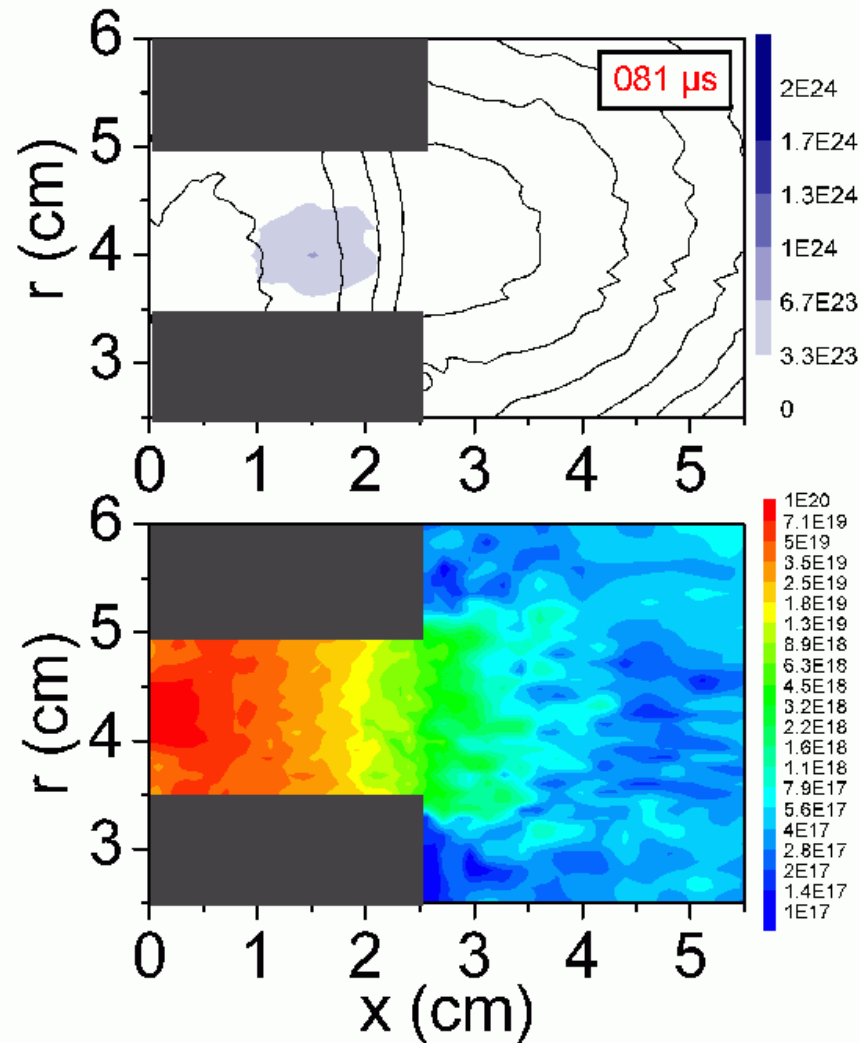 6
5
4
3
r (cm)
081 µs
2E24
1.7E24
1.3E24
1E24
6.7E23
3.3E23
0
0 1 2 3 4 5
6
5
4
3
r (cm)
1E20
7.1E19
5E19
3.5E19
2.5E19
1.8E19
8.9E18
6.3E18
4.5E18
3.2E18
2.2E18
1.6E18
1.1E18
7.9E17
5.6E17
4E17
2.8E17
2E17
1.4E17
1E17
0 1 2 3 4 5
x (cm)